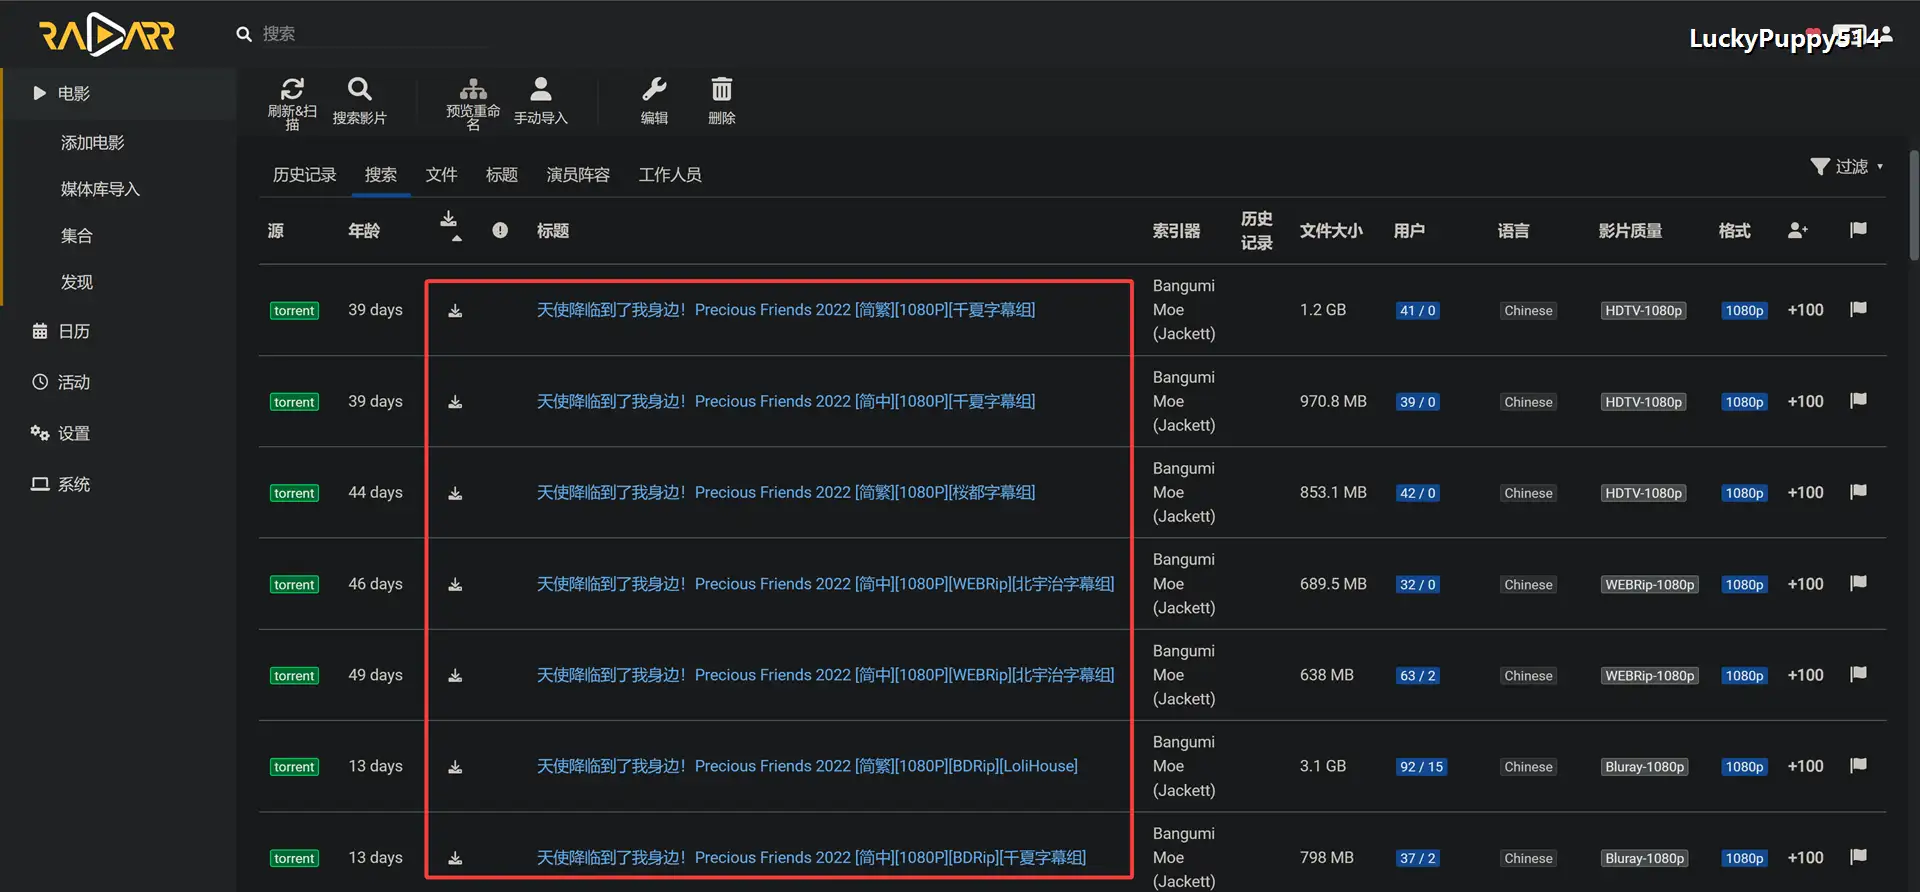 RADARR
搜索
LuckyPuppy514
电影
添加电影
媒体库导入
集合
发现
日历
活动
设置
系统
刷新&扫
描
搜索影片
预览重命
名
手动导入
编辑
删除
历史记录 搜索 文件 标题 演员阵容 工作人员
过滤
源 年龄 标题 索引器 历史
记录 文件大小 用户 语言 影片质量 格式
torrent 39 days 天使降临到了我身边！Precious Friends 2022 [简繁][1080P][千夏字幕组] Bangumi
Moe
(Jackett) 1.2 GB 41 / 0 Chinese HDTV-1080p 1080p +100
torrent 39 days 天使降临到了我身边！Precious Friends 2022 [简中][1080P][千夏字幕组] Bangumi
Moe
(Jackett) 970.8 MB 39 / 0 Chinese HDTV-1080p 1080p +100
torrent 44 days 天使降临到了我身边！Precious Friends 2022 [简繁][1080P][桜都字幕组] Bangumi
Moe
(Jackett) 853.1 MB 42 / 0 Chinese HDTV-1080p 1080p +100
torrent 46 days 天使降临到了我身边！Precious Friends 2022 [简中][1080P][WEBRip][北宇治字幕组] Bangumi
Moe
(Jackett) 689.5 MB 32 / 0 Chinese WEBRip-1080p 1080p +100
torrent 49 days 天使降临到了我身边！Precious Friends 2022 [简中][1080P][WEBRip][北宇治字幕组] Bangumi
Moe
(Jackett) 638 MB 63 / 2 Chinese WEBRip-1080p 1080p +100
torrent 13 days 天使降临到了我身边！Precious Friends 2022 [简繁][1080P][BDRip][LoliHouse] Bangumi
Moe
(Jackett) 3.1 GB 92 / 15 Chinese Bluray-1080p 1080p +100
torrent 13 days 天使降临到了我身边！Precious Friends 2022 [简中][1080P][BDRip][千夏字幕组] Bangumi
Moe
(Jackett) 798 MB 37 / 2 Chinese Bluray-1080p 1080p +100